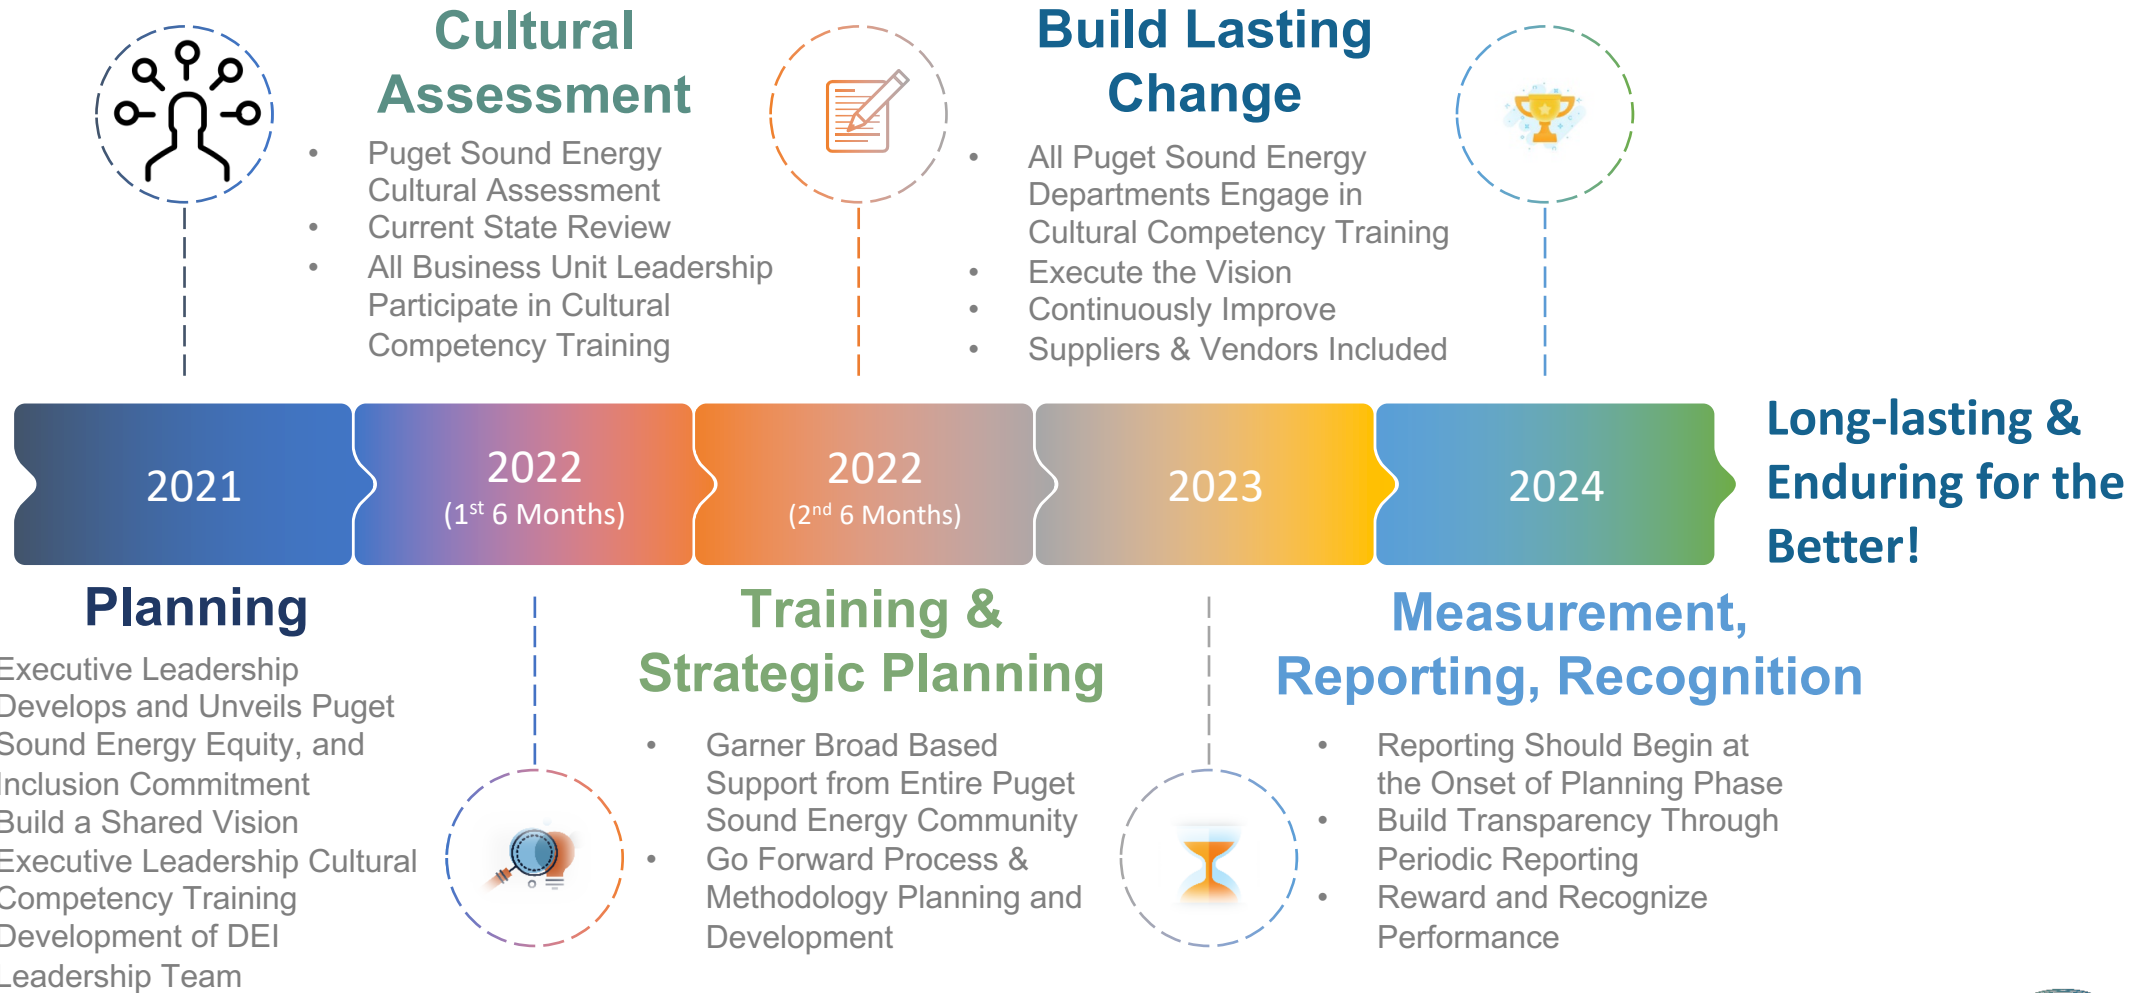 Cultural
Assessment
• Puget Sound Energy
Cultural Assessment
• Current State Review
• All Business Unit Leadership
Participate in Cultural
Competency Training
Build Lasting
Change
• All Puget Sound Energy
Departments Engage in
Cultural Competency Training
• Execute the Vision
• Continuously Improve
• Suppliers & Vendors Included
2021
2022
(1st 6 Months)
2022
(2nd 6 Months)
2023
2024
Long-lasting &
Enduring for the
Better!
Planning
Executive Leadership
Develops and Unveils Puget
Sound Energy Equity, and
Inclusion Commitment
Build a Shared Vision
Executive Leadership Cultural
Competency Training
Development of DEI
Leadership Team
Training &
Strategic Planning
• Garner Broad Based
Support from Entire Puget
Sound Energy Community
• Go Forward Process &
Methodology Planning and
Development
Measurement,
Reporting, Recognition
• Reporting Should Begin at
the Onset of Planning Phase
• Build Transparency Through
Periodic Reporting
• Reward and Recognize
Performance